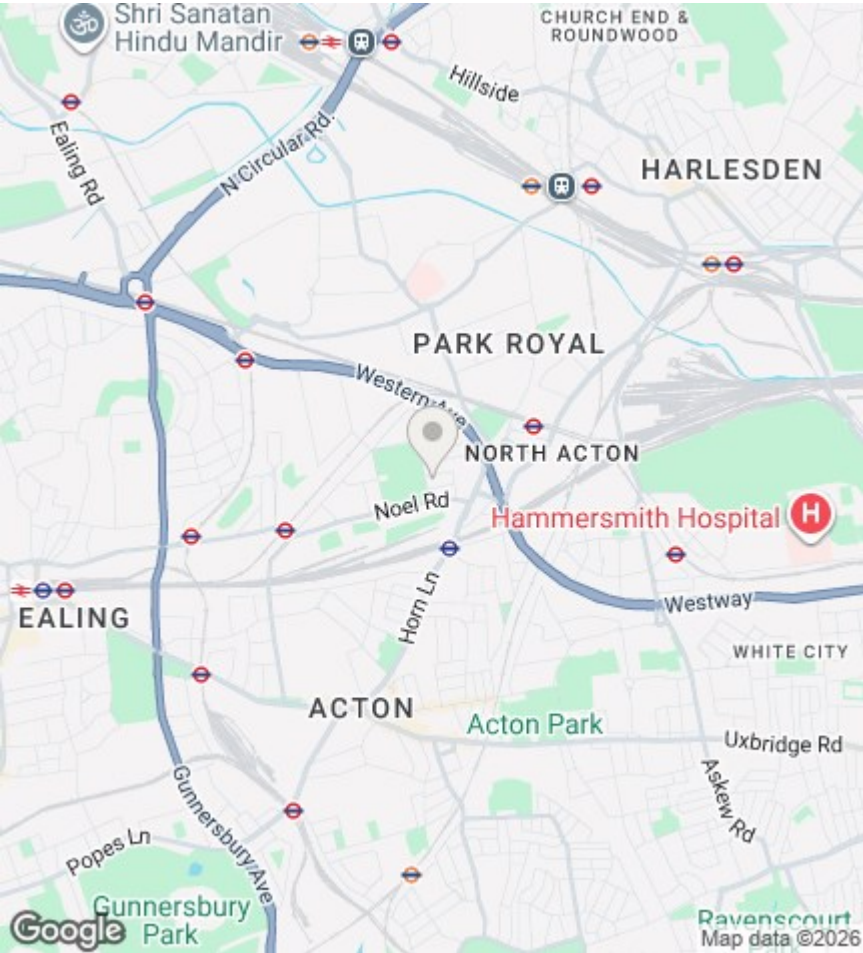 Shri Sanatan
Hindu Mandir
CHURCH END &
ROUNDWOOD
Hillside
Ealing Rd
N Circular Rd.
HARLESDEN
PARK ROYAL
Western Ave
NORTH ACTON
Noel Rd
Hammersmith Hospital
H
Horn Ln
EALING
Westway
WHITE CITY
ACTON
Acton Park
Uxbridge Rd
Askew Rd
Gunnersbury Ave
Popes Ln
Gunnersbury
Park
Ravenscourt
Park
Google
Map data ©2026